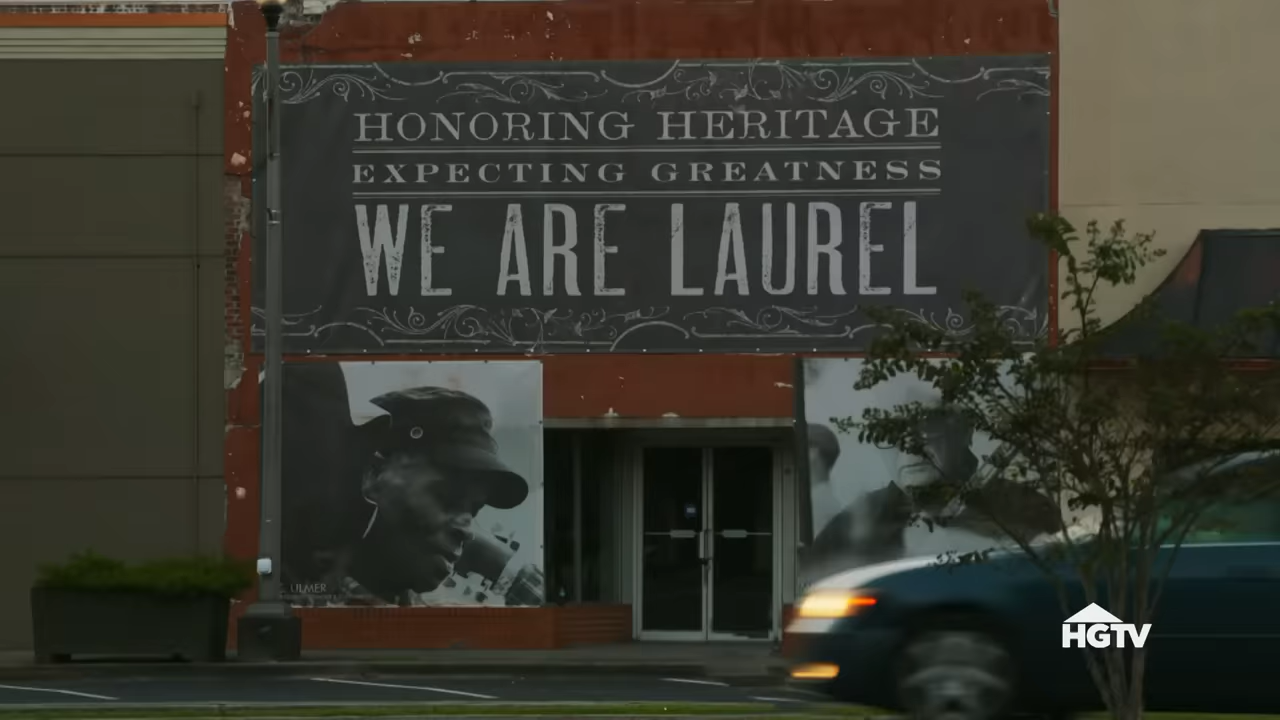 HONORING HERITAGE
EXPECTING GREATNESS
WE ARE LAUREL
ULMER
HGTV